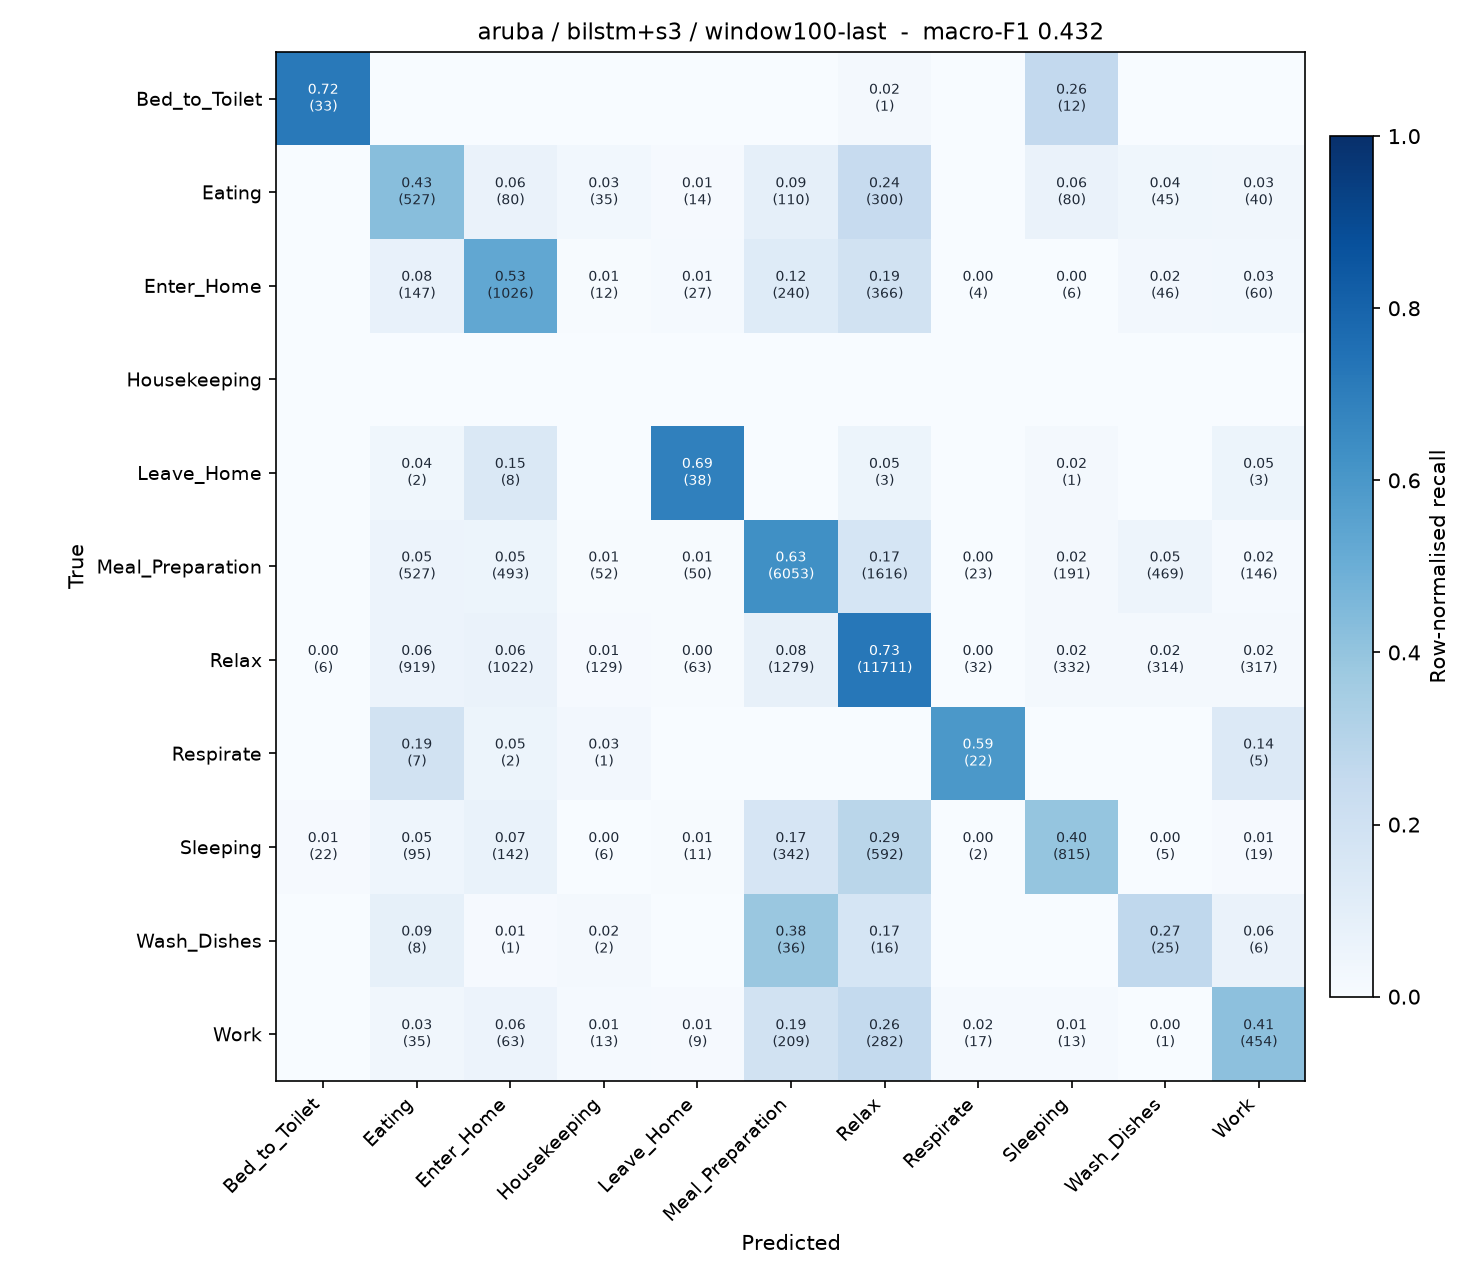 aruba / bilstm+s3 / window100-last  -  macro-F1 0.432
Bed_to_Toilet
0.72 0.02 0.26
(33) (1) (12)
Eating
0.43 0.06 0.03 0.01 0.09 0.24 0.06 0.04 0.03
(527) (80) (35) (14) (110) (300) (80) (45) (40)
Enter_Home
0.08 0.53 0.01 0.01 0.12 0.19 0.00 0.00 0.02 0.03
(147) (1026) (12) (27) (240) (366) (4) (6) (46) (60)
Housekeeping
Leave_Home
0.04 0.15 0.69 0.05 0.02 0.05
(2) (8) (38) (3) (1) (3)
Meal_Preparation
0.05 0.05 0.01 0.01 0.63 0.17 0.00 0.02 0.05 0.02
(527) (493) (52) (50) (6053) (1616) (23) (191) (469) (146)
Relax
0.00 0.06 0.06 0.01 0.00 0.08 0.73 0.00 0.02 0.02 0.02
(6) (919) (1022) (129) (63) (1279) (11711) (32) (332) (314) (317)
Respirate
0.19 0.05 0.03 0.59 0.14
(7) (2) (1) (22) (5)
Sleeping
0.01 0.05 0.07 0.00 0.01 0.17 0.29 0.00 0.40 0.00 0.01
(22) (95) (142) (6) (11) (342) (592) (2) (815) (5) (19)
Wash_Dishes
0.09 0.01 0.02 0.38 0.17 0.27 0.06
(8) (1) (2) (36) (16) (25) (6)
Work
0.03 0.06 0.01 0.01 0.19 0.26 0.02 0.01 0.00 0.41
(35) (63) (13) (9) (209) (282) (17) (13) (1) (454)
True
Bed_to_Toilet
Eating
Enter_Home
Housekeeping
Leave_Home
Meal_Preparation
Relax
Respirate
Sleeping
Wash_Dishes
Work
Predicted
1.0
0.8
0.6
0.4
0.2
0.0
Row-normalised recall